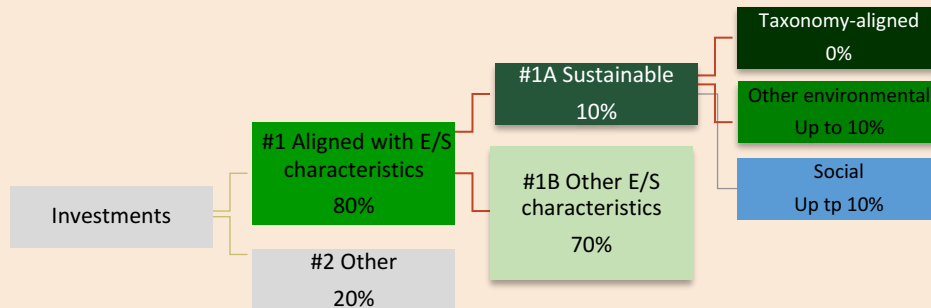 Investments
#1 Aligned with E/S
characteristics
80%
#2 Other
20%
#1A Sustainable
10%
#1B Other E/S
characteristics
70%
Taxonomy-aligned
0%
Other environmental
Up to 10%
Social
Up tp 10%